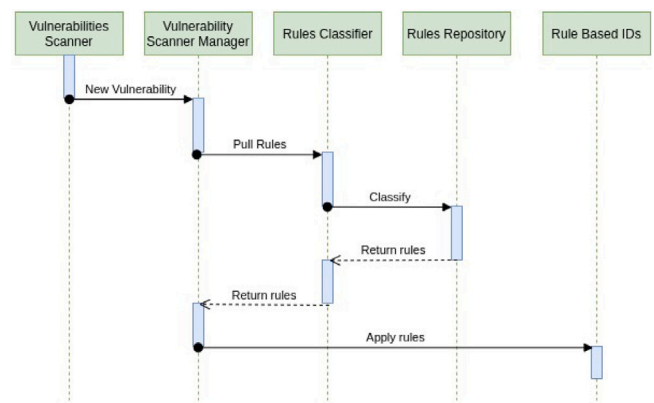 Vulnerabilities
Scanner
Vulnerability
Scanner Manager
Rules Classifier
Rules Repository
Rule Based IDs
New Vulnerability
Pull Rules
Classify
Return rules
Return rules
Apply rules